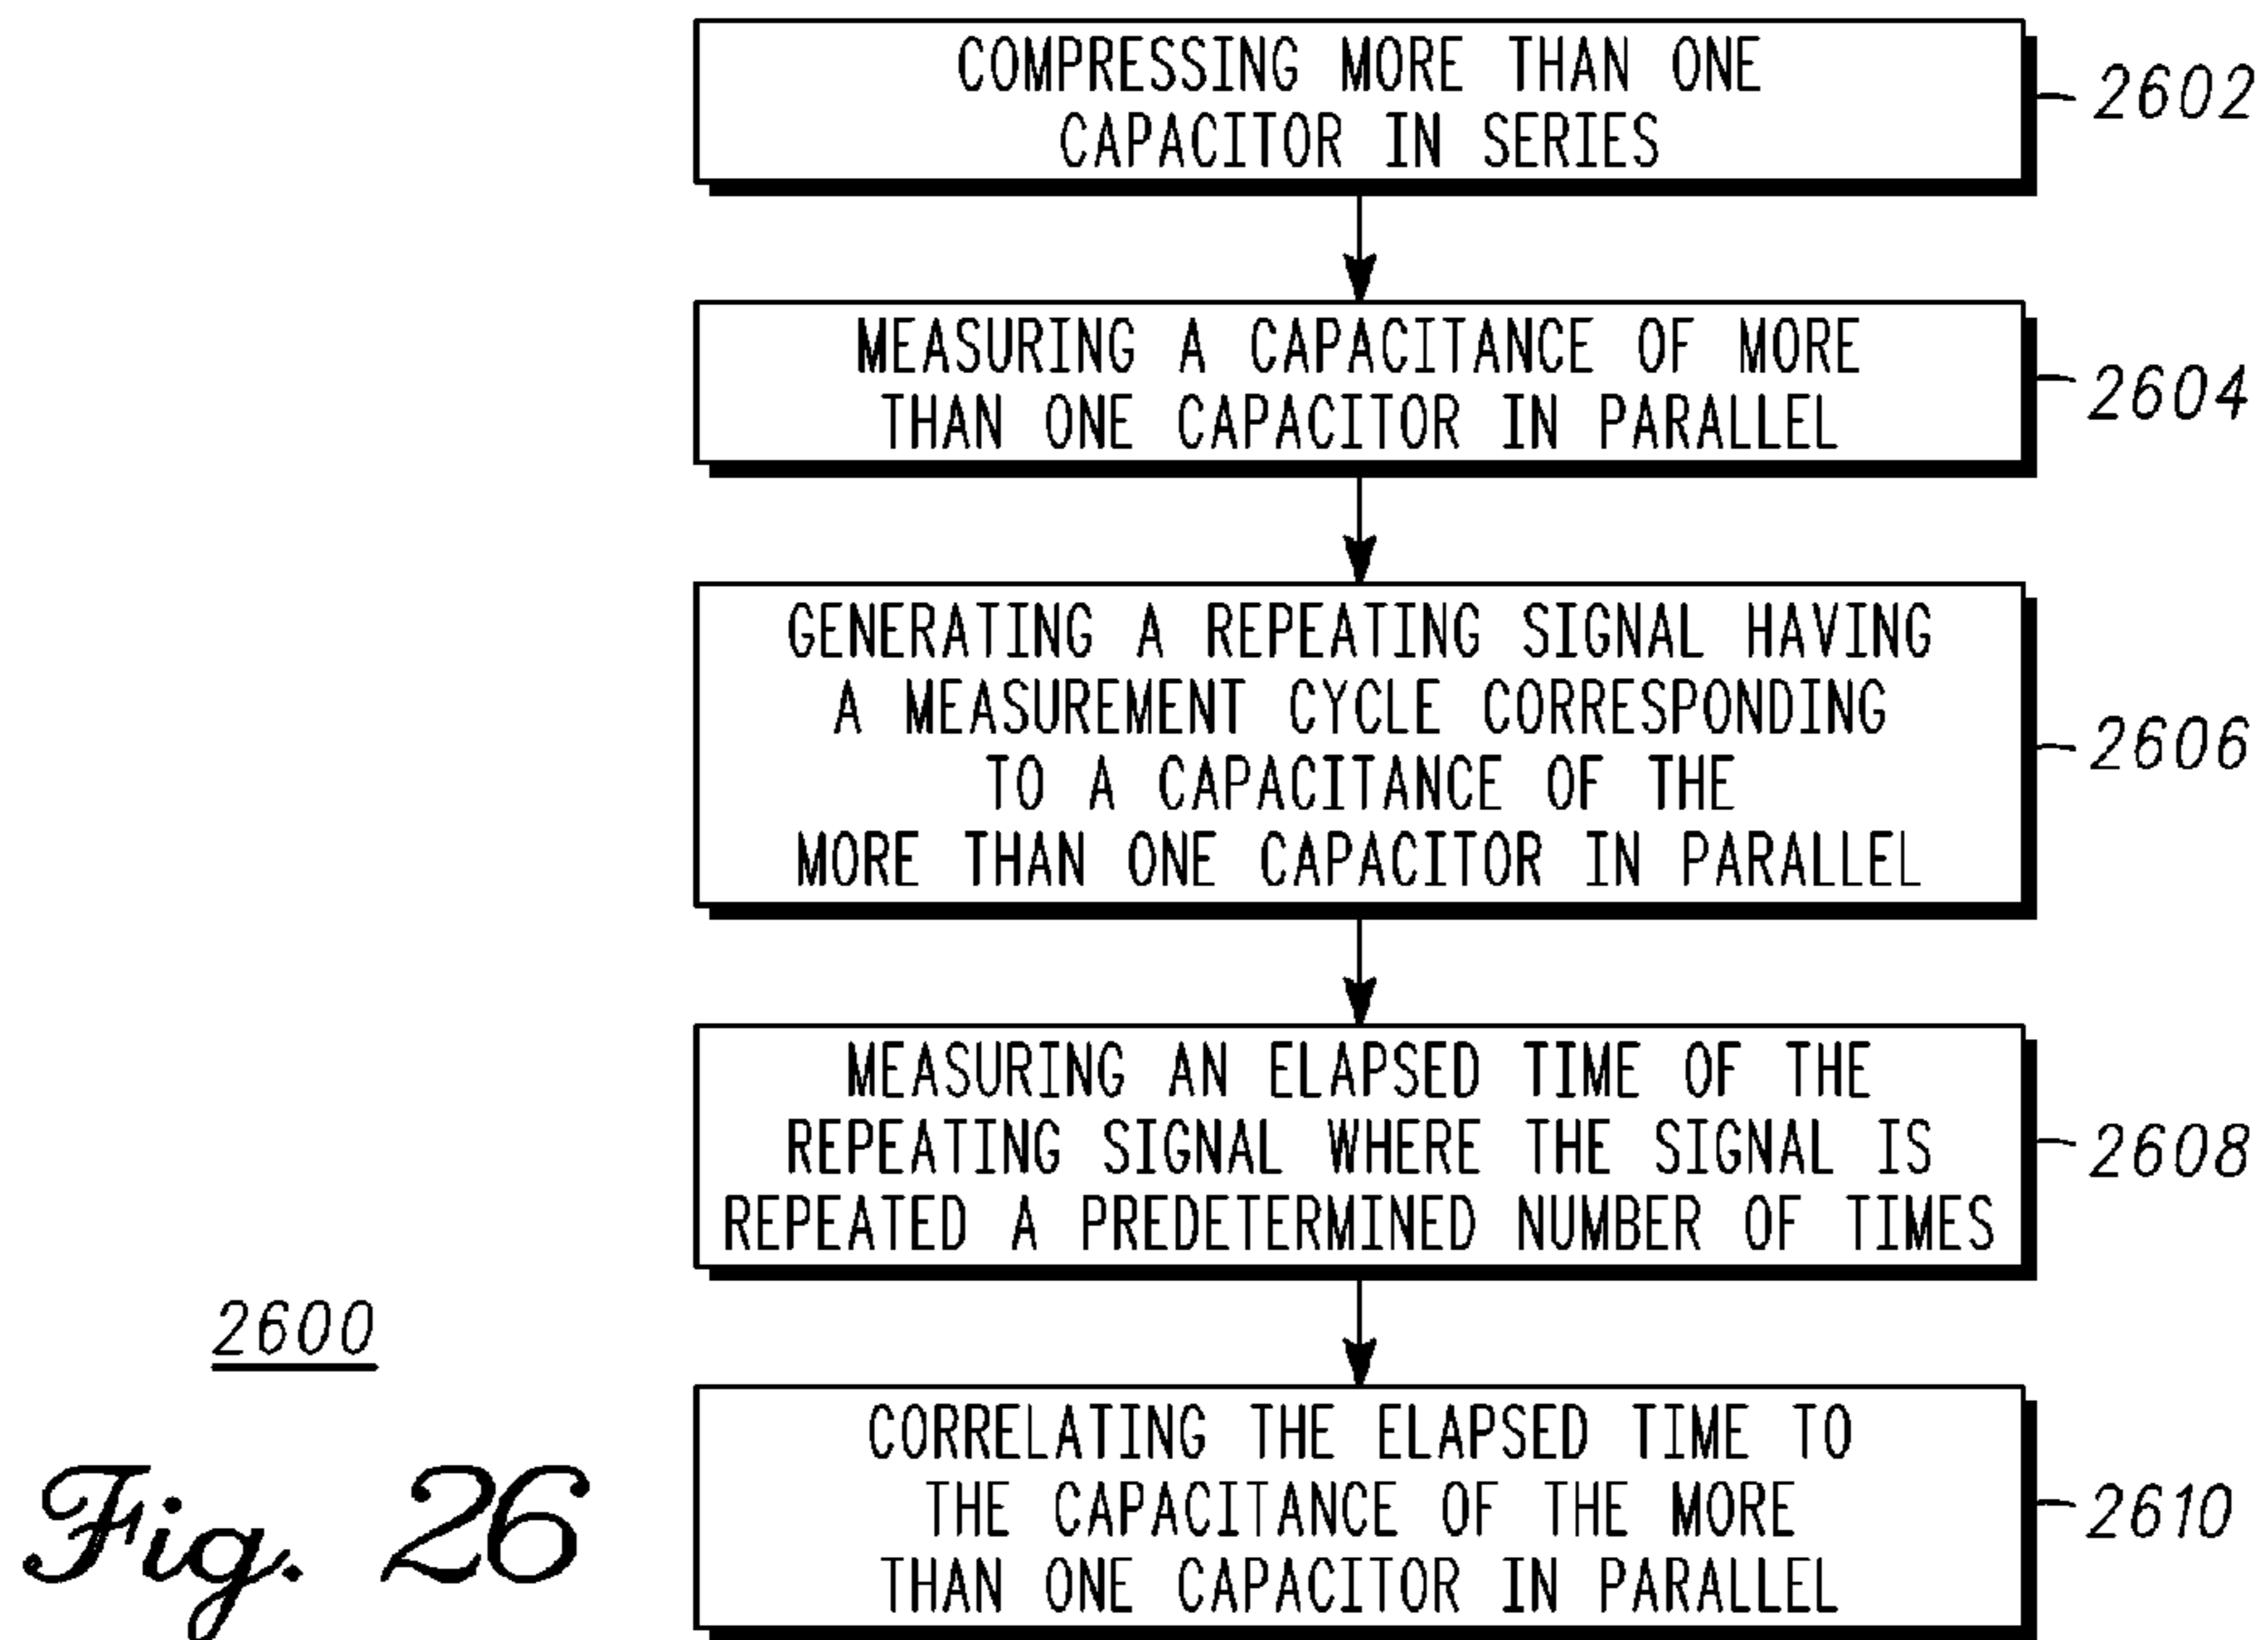 COMPRESSING MORE THAN ONE
CAPACITOR IN SERIES
2602
MEASURING A CAPACITANCE OF MORE
THAN ONE CAPACITOR IN PARALLEL
2604
GENERATING A REPEATING SIGNAL HAVING
A MEASUREMENT CYCLE CORRESPONDING
TO A CAPACITANCE OF THE
MORE THAN ONE CAPACITOR IN PARALLEL
2606
MEASURING AN ELAPSED TIME OF THE
REPEATING SIGNAL WHERE THE SIGNAL IS
REPEATED A PREDETERMINED NUMBER OF TIMES
2608
CORRELATING THE ELAPSED TIME TO
THE CAPACITANCE OF THE MORE
THAN ONE CAPACITOR IN PARALLEL
2610
2600
Fig. 26